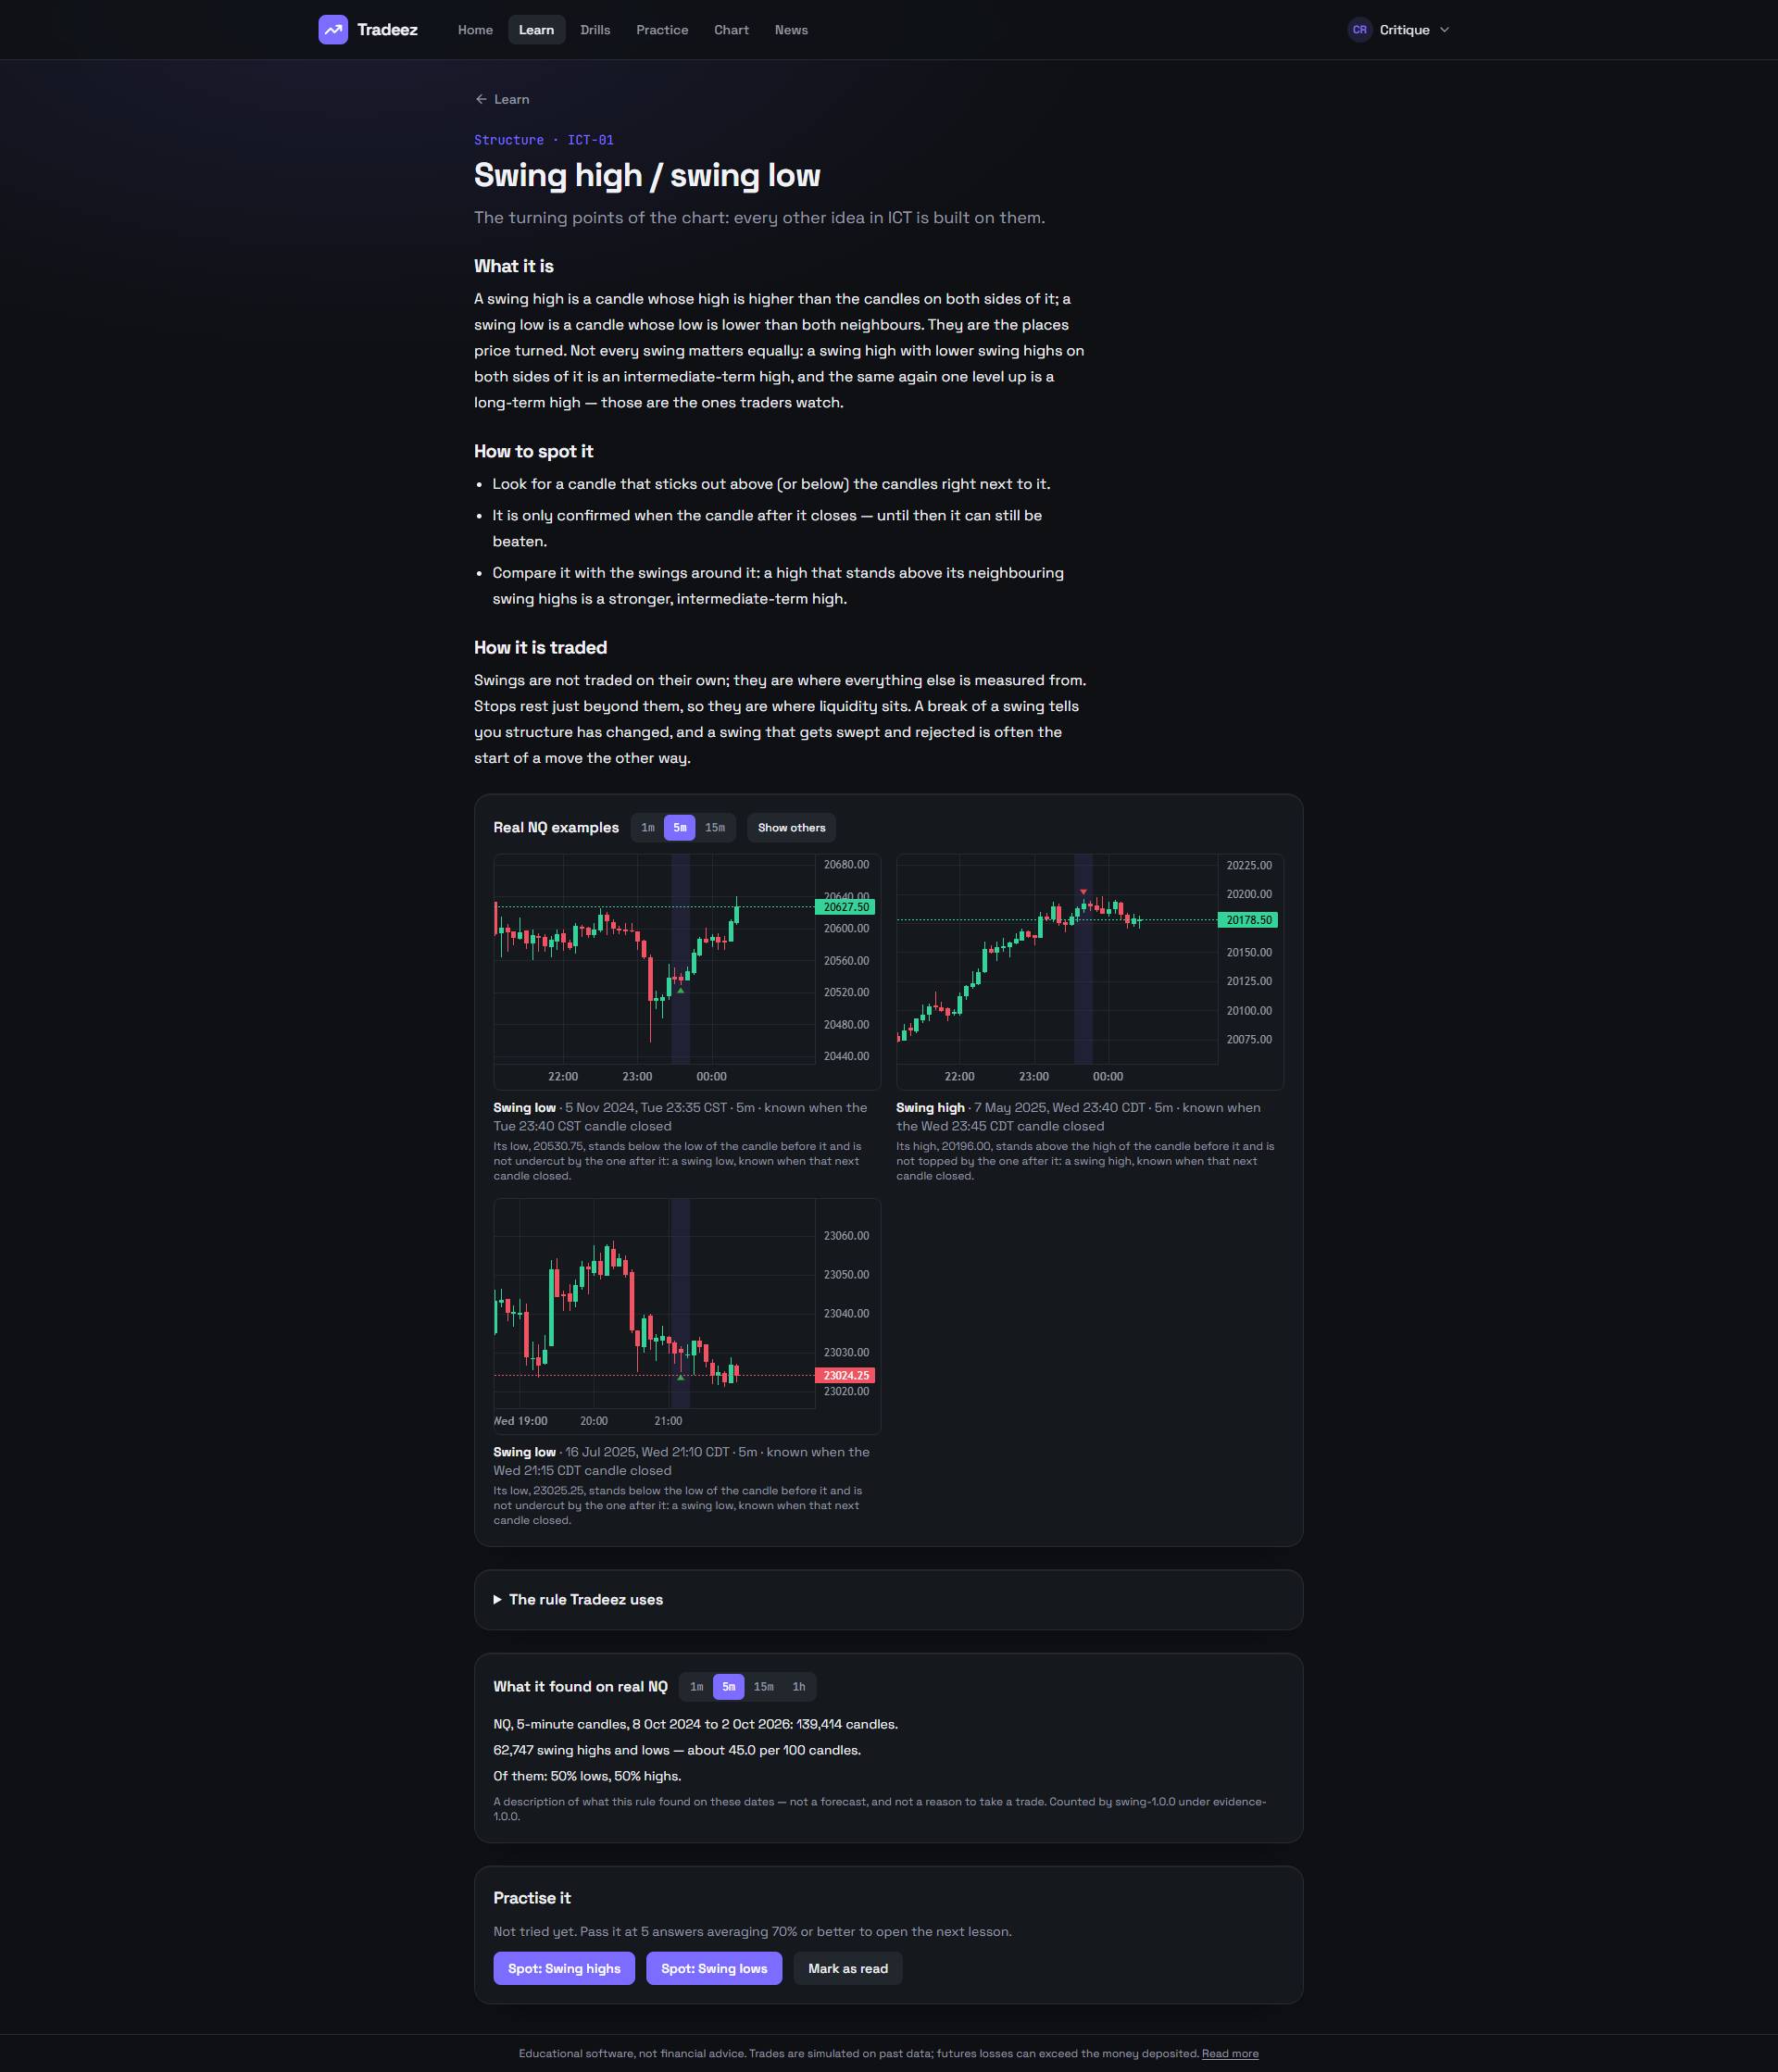 Tradeez
Home
Learn
Drills
Practice
Chart
News
CR
Critique
← Learn
Structure · ICT-01
Swing high / swing low
The turning points of the chart: every other idea in ICT is built on them.
What it is
A swing high is a candle whose high is higher than the candles on both sides of it; a
swing low is a candle whose low is lower than both neighbours. They are the places
price turned. Not every swing matters equally: a swing high with lower swing highs on
both sides of it is an intermediate-term high, and the same again one level up is a
long-term high — those are the ones traders watch.
How to spot it
• Look for a candle that sticks out above (or below) the candles right next to it.
• It is only confirmed when the candle after it closes — until then it can still be
beaten.
• Compare it with the swings around it: a high that stands above its neighbouring
swing highs is a stronger, intermediate-term high.
How it is traded
Swings are not traded on their own; they are where everything else is measured from.
Stops rest just beyond them, so they are where liquidity sits. A break of a swing tells
you structure has changed, and a swing that gets swept and rejected is often the
start of a move the other way.
Real NQ examples
1m
5m
15m
Show others
20680.00
20640.00
20627.50
20600.00
20560.00
20520.00
20480.00
20440.00
22:00
23:00
00:00
Swing low · 5 Nov 2024, Tue 23:35 CST · 5m · known when the
Tue 23:40 CST candle closed
Its low, 20530.75, stands below the low of the candle before it and is
not undercut by the one after it: a swing low, known when that next
candle closed.
20225.00
20200.00
20178.50
20150.00
20125.00
20100.00
20075.00
22:00
23:00
00:00
Swing high · 7 May 2025, Wed 23:40 CDT · 5m · known when
the Wed 23:45 CDT candle closed
Its high, 20196.00, stands above the high of the candle before it and is
not topped by the one after it: a swing high, known when that next
candle closed.
23060.00
23050.00
23040.00
23030.00
23024.25
23020.00
Wed 19:00
20:00
21:00
Swing low · 16 Jul 2025, Wed 21:10 CDT · 5m · known when the
Wed 21:15 CDT candle closed
Its low, 23025.25, stands below the low of the candle before it and is
not undercut by the one after it: a swing low, known when that next
candle closed.
▶ The rule Tradeez uses
What it found on real NQ
1m
5m
15m
1h
NQ, 5-minute candles, 8 Oct 2024 to 2 Oct 2026: 139,414 candles.
62,747 swing highs and lows — about 45.0 per 100 candles.
Of them: 50% lows, 50% highs.
A description of what this rule found on these dates — not a forecast, and not a reason to take a trade. Counted by swing-1.0.0 under evidence-
1.0.0.
Practise it
Not tried yet. Pass it at 5 answers averaging 70% or better to open the next lesson.
Spot: Swing highs
Spot: Swing lows
Mark as read
Educational software, not financial advice. Trades are simulated on past data; futures losses can exceed the money deposited. Read more